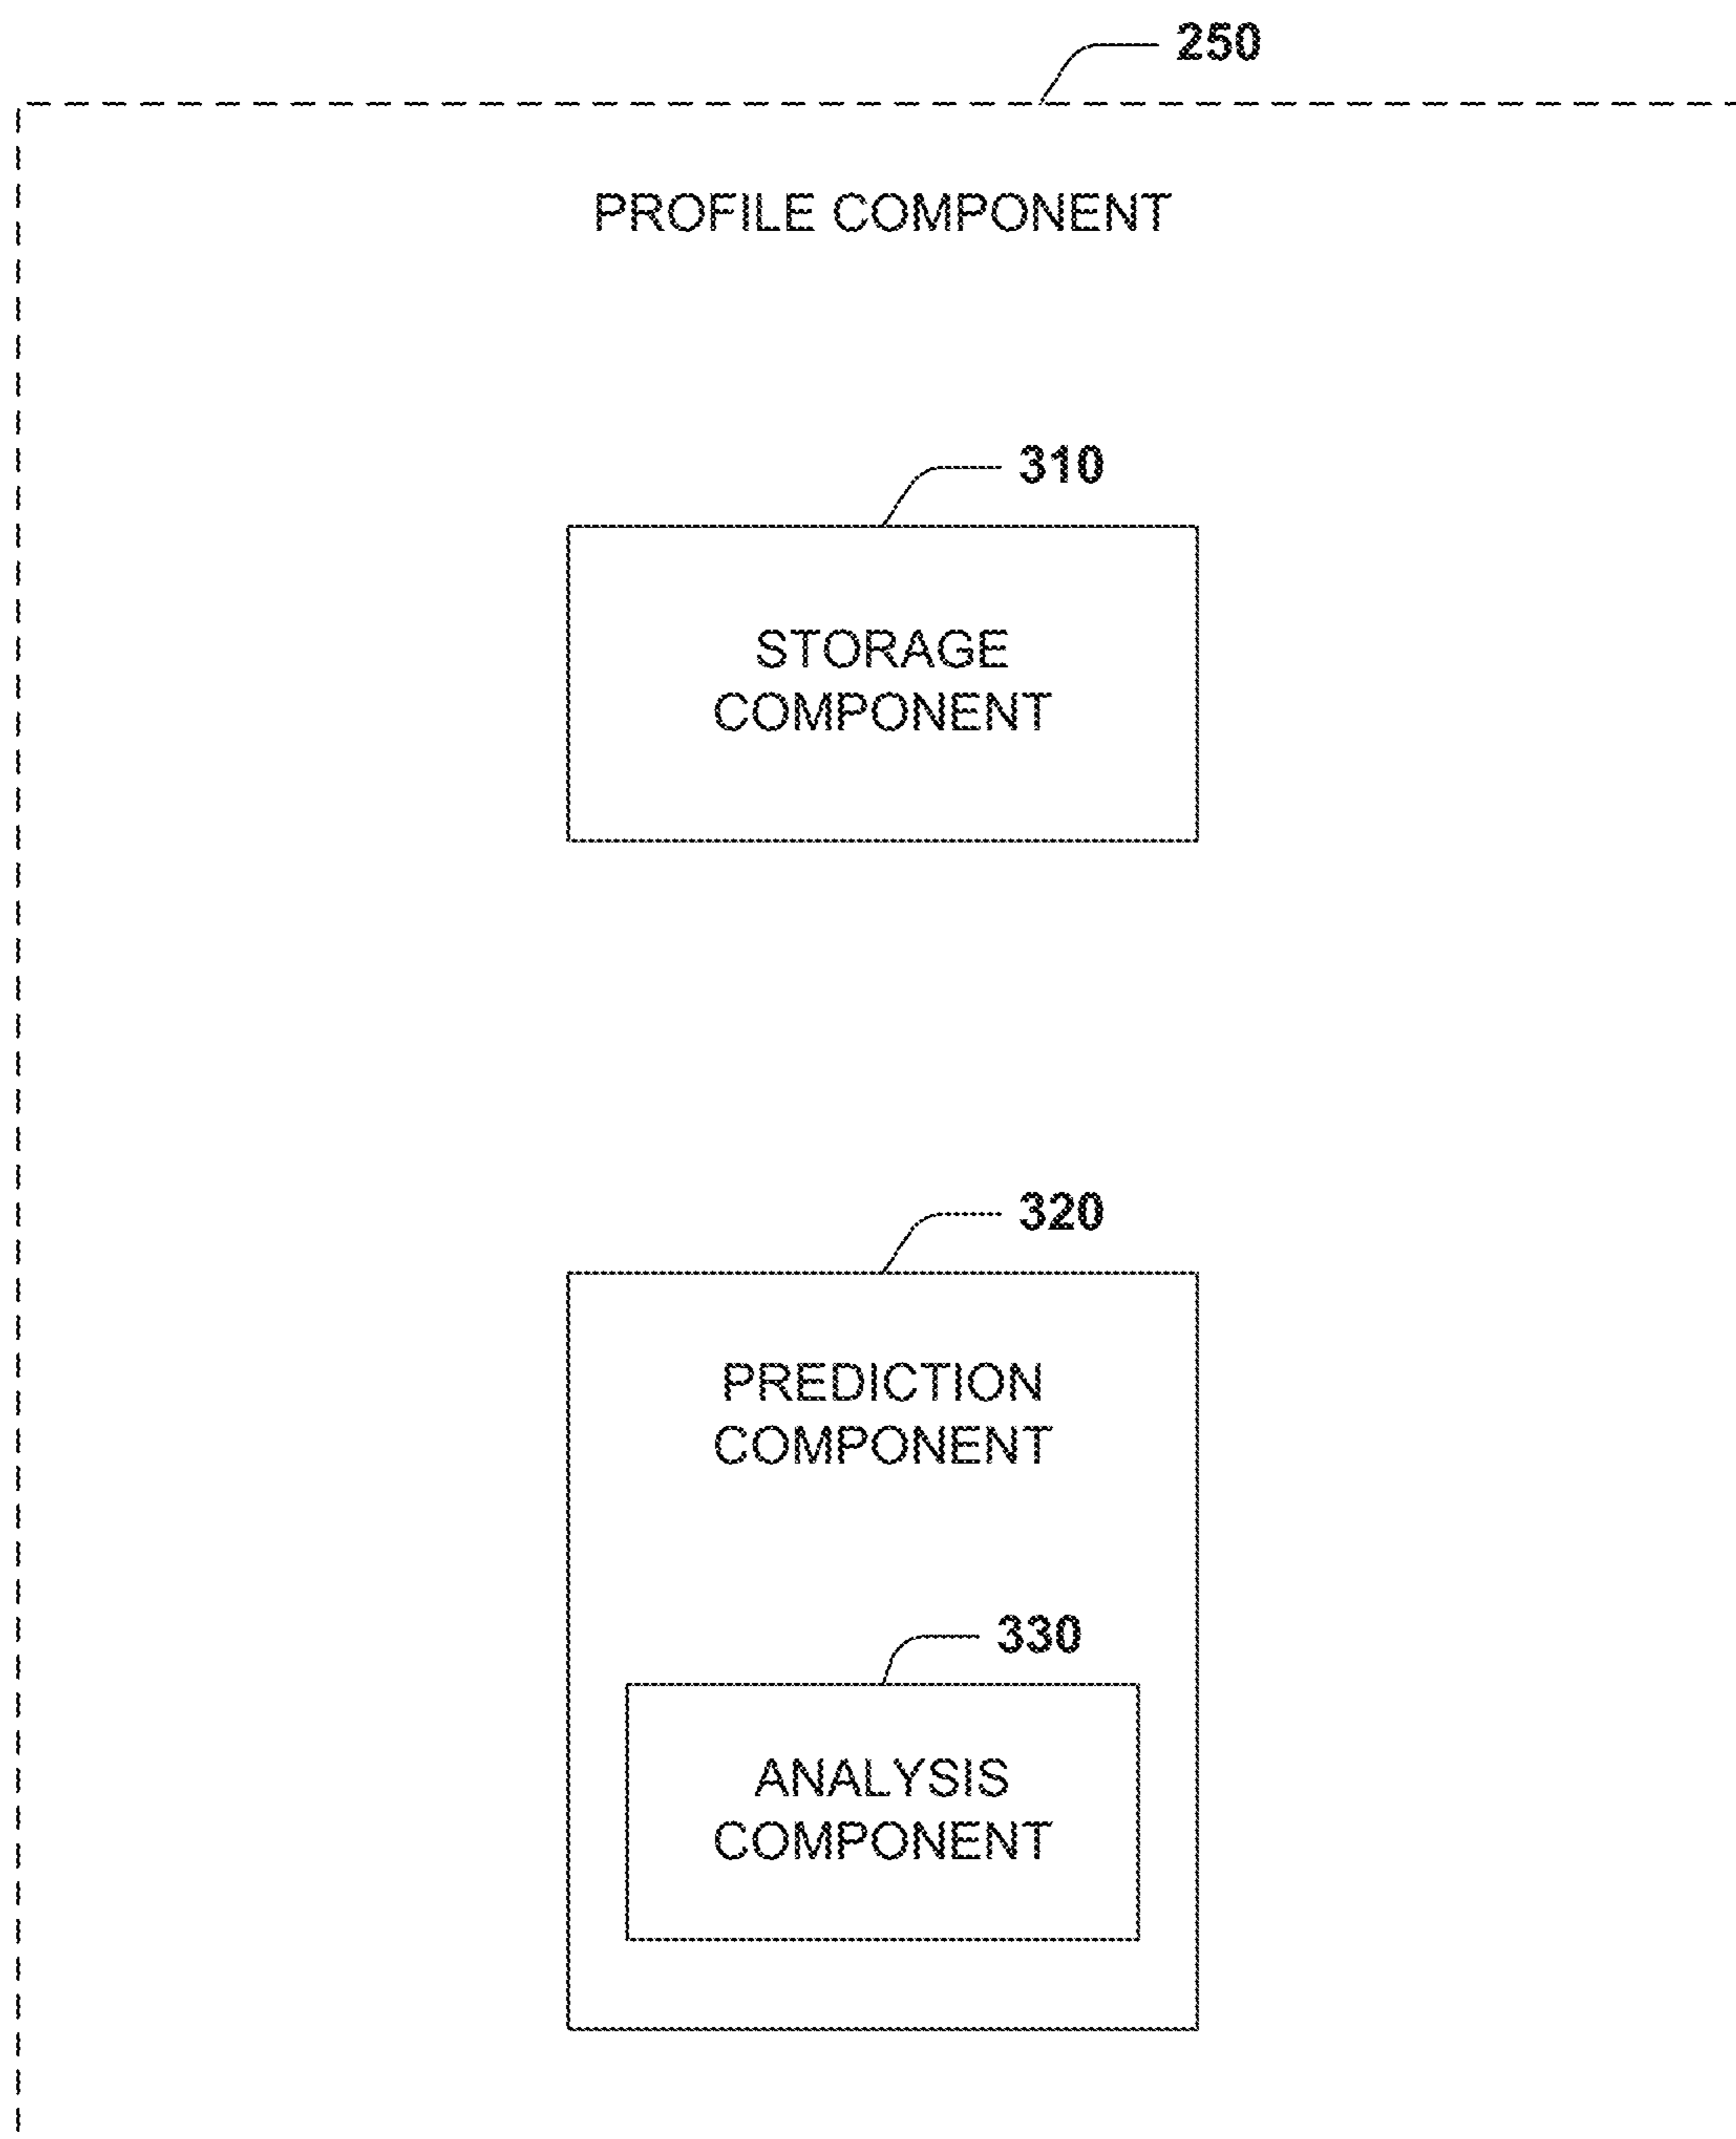 250
PROFILE COMPONENT
310
STORAGE
COMPONENT
320
PREDICTION
COMPONENT
330
ANALYSIS
COMPONENT